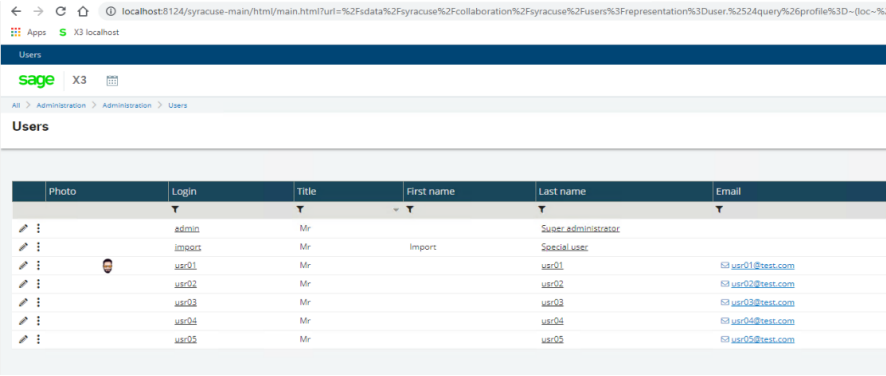 localhost:8124/syracuse-main/html/main.html?url=%2Fsdata%2Fsyracuse%2Fcollaboration%2Fsyracuse%2Fusers%3Frepresentation%3Duser.%2524query%26profile%3D~(loc~%2
Apps S X3 localhost
Users
sage X3
All > Administration > Administration > Users
Users
Photo Login Title First name Last name Email
admin Mr Super administrator
import Mr Import Special user
usr01 Mr usr01 usr01@test.com
usr02 Mr usr02 usr02@test.com
usr03 Mr usr03 usr03@test.com
usr04 Mr usr04 usr04@test.com
usr05 Mr usr05 usr05@test.com